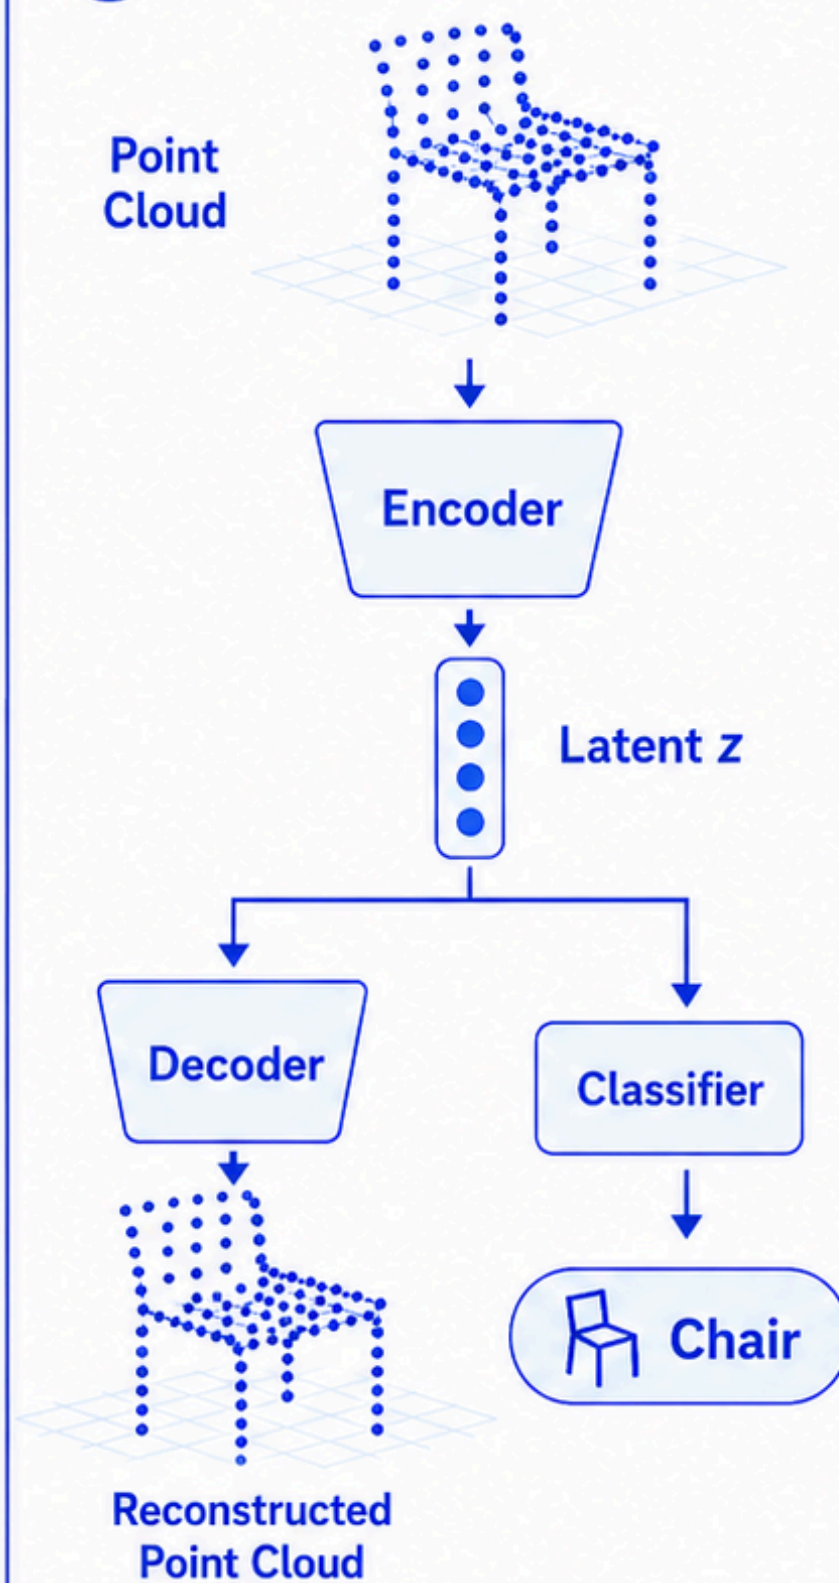 Point
Cloud
Encoder
Latent z
Decoder
Classifier
Chair
Reconstructed
Point Cloud